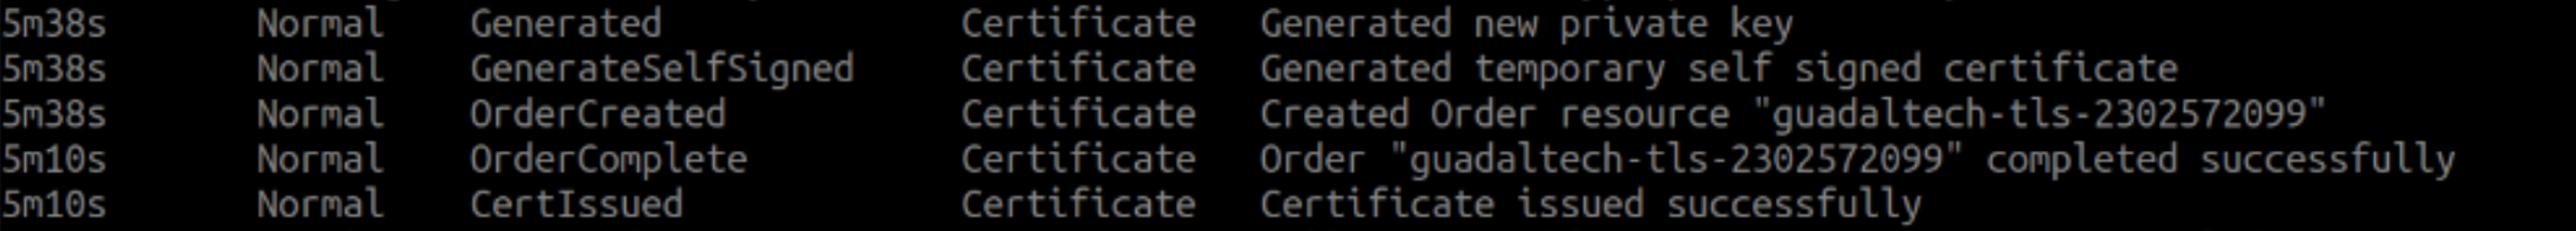 5m38s Normal Generated Certificate Generated new private key
5m38s Normal GenerateSelfSigned Certificate Generated temporary self signed certificate
5m38s Normal OrderCreated Certificate Created Order resource "guadaltech-tls-2302572099"
5m10s Normal OrderComplete Certificate Order "guadaltech-tls-2302572099" completed successfully
5m10s Normal CertIssued Certificate Certificate issued successfully